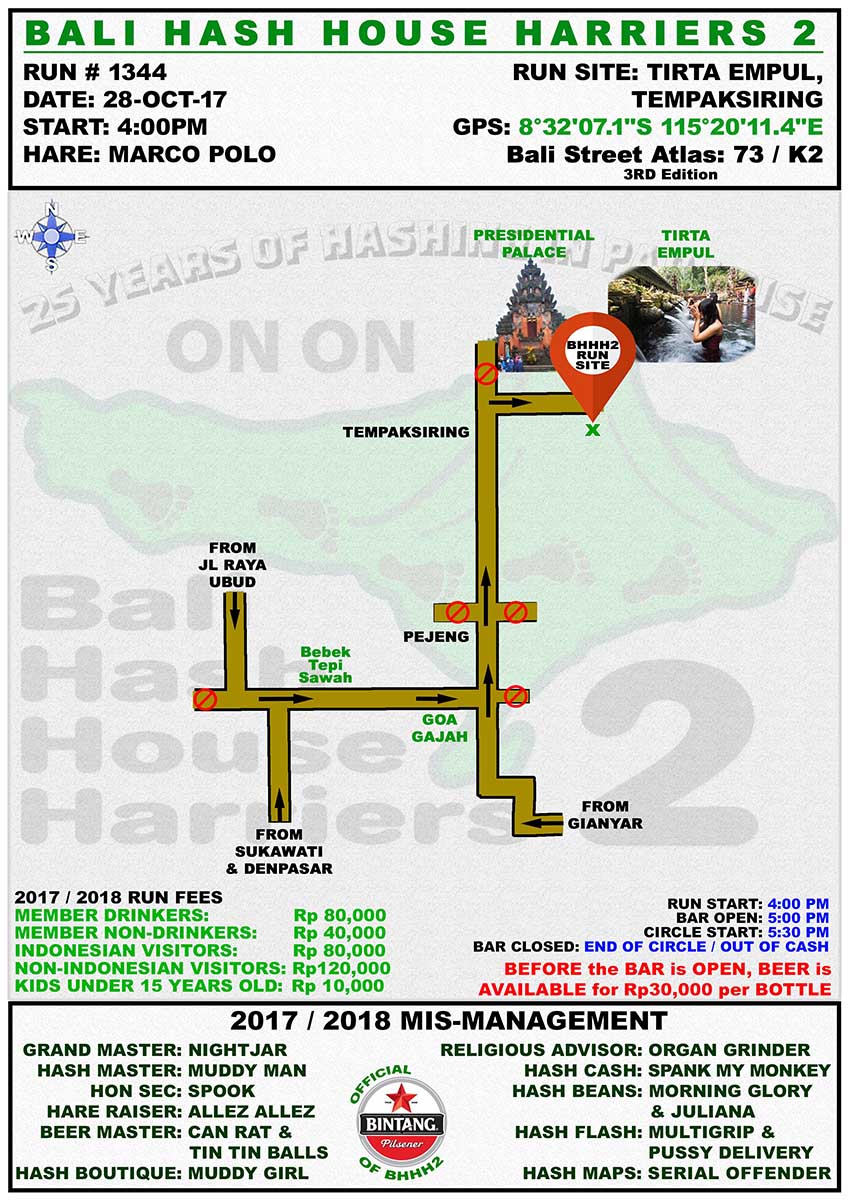 BALI HASH HOUSE HARRIERS 2
RUN # 1344
DATE: 28-OCT-17
START: 4:00PM
HARE: MARCO POLO
RUN SITE: TIRTA EMPUL,
TEMPAKSIRING
GPS: 8°32'07.1"S 115°20'11.4"E
Bali Street Atlas: 73 / K2
3RD Edition
N
W E
S
25 YEARS OF HASHING IN PARADISE
ON ON
PRESIDENTIAL
PALACE
TIRTA
EMPUL
BHHH2
RUN
SITE
X
TEMPAKSIRING
FROM
JL RAYA
UBUD
Bali
Hash
House
Harriers 2
PEJENG
Bebek
Tepi
Sawah
GOA
GAJAH
FROM
GIANYAR
FROM
SUKAWATI
& DENPASAR
2017 / 2018 RUN FEES
MEMBER DRINKERS: Rp 80,000
MEMBER NON-DRINKERS: Rp 40,000
INDONESIAN VISITORS: Rp 80,000
NON-INDONESIAN VISITORS: Rp120,000
KIDS UNDER 15 YEARS OLD: Rp 10,000
RUN START: 4:00 PM
BAR OPEN: 5:00 PM
CIRCLE START: 5:30 PM
BAR CLOSED: END OF CIRCLE / OUT OF CASH
BEFORE the BAR is OPEN, BEER is
AVAILABLE for Rp30,000 per BOTTLE
2017 / 2018 MIS-MANAGEMENT
GRAND MASTER: NIGHTJAR
HASH MASTER: MUDDY MAN
HON SEC: SPOOK
HARE RAISER: ALLEZ ALLEZ
BEER MASTER: CAN RAT &
TIN TIN BALLS
HASH BOUTIQUE: MUDDY GIRL
OFFICIAL
BINTANG
Pilsener
OF BHHH2
RELIGIOUS ADVISOR: ORGAN GRINDER
HASH CASH: SPANK MY MONKEY
HASH BEANS: MORNING GLORY
& JULIANA
HASH FLASH: MULTIGRIP &
PUSSY DELIVERY
HASH MAPS: SERIAL OFFENDER